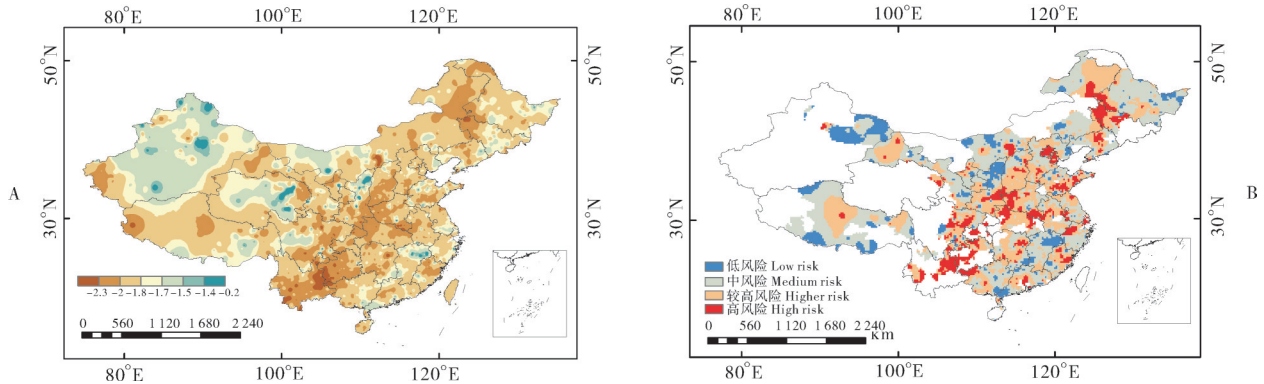 80°E 100°E 120°E
50°N 50°N
A
30°N 30°N
−2.3 −2 −1.8 −1.7 −1.5 −1.4 −0.2
0 560 1 120 1 680 2 240
80°E 100°E 120°E
80°E 100°E 120°E
50°N 50°N
B
30°N 30°N
低风险 Low risk
中风险 Medium risk
较高风险 Higher risk
高风险 High risk
0 560 1 120 1 680 2 240
km
80°E 100°E 120°E